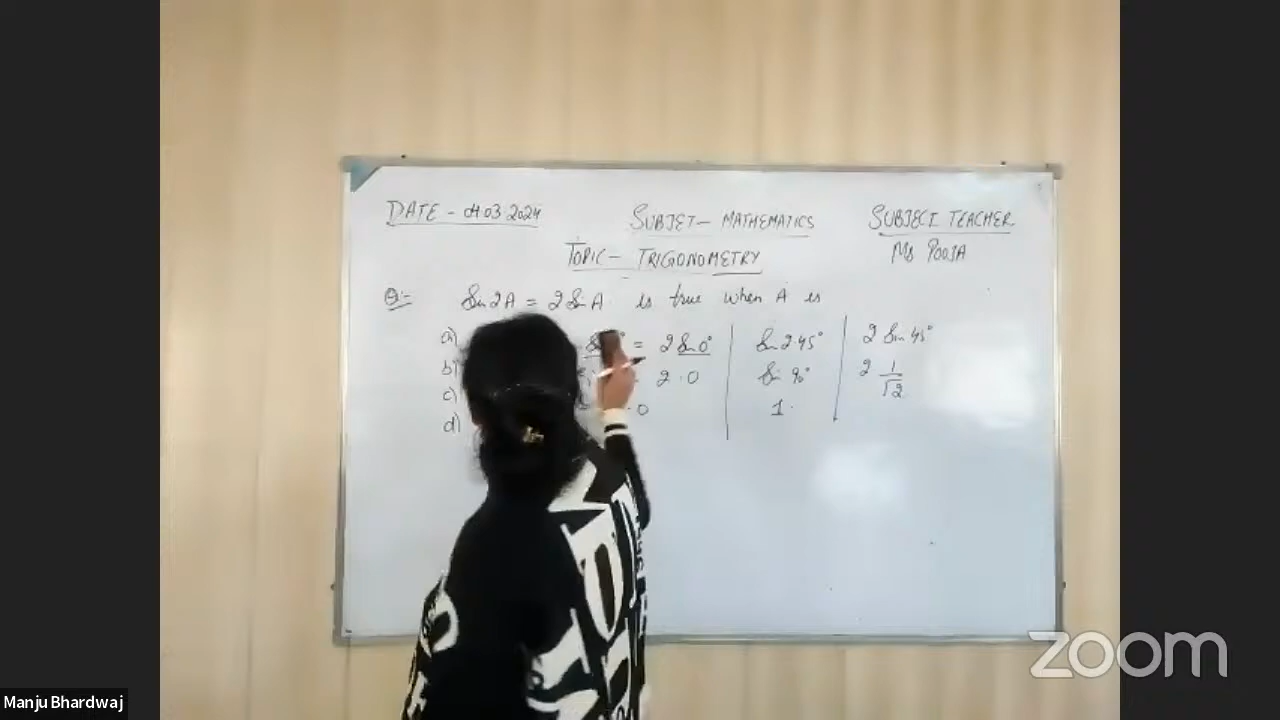 DATE - 04.03.2024
SUBJET - MATHEMATICS
SUBJECT TEACHER
Ms POOJA
TOPIC - TRIGONOMETRY
Q:- Sin 2A = 2 Sin A is true when A is
a)
b)
c)
d)
= 2 Sin 0°
2 · 0
· 0
Sin 2·45°
Sin 90°
1·
2 Sin 45°
2 1/√2
Manju Bhardwaj
zoom